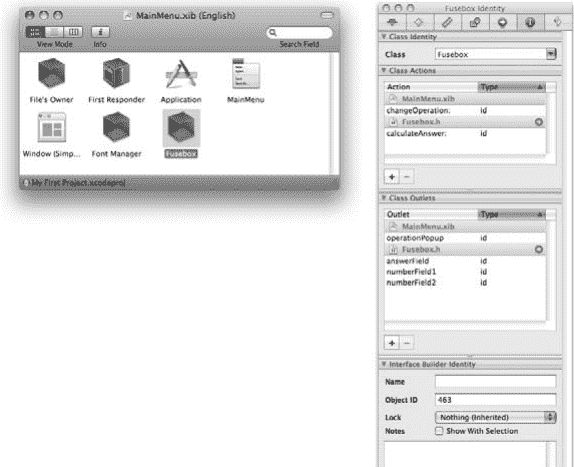 MainMenu.xib (English)
View Mode
Info
Search Field
File's Owner
First Responder
Application
MainMenu
Window (Simp...
Font Manager
Fusebox
My First Project.xcodeproj
Fusebox Identity
Class Identity
Class Fusebox
Class Actions
Action Type
MainMenu.xib
changeOperation: id
Fusebox.h
calculateAnswer: id
+ −
Class Outlets
Outlet Type
MainMenu.xib
operationPopup id
Fusebox.h
answerField id
numberField1 id
numberField2 id
+ −
Interface Builder Identity
Name
Object ID 463
Lock Nothing (Inherited)
Notes Show With Selection